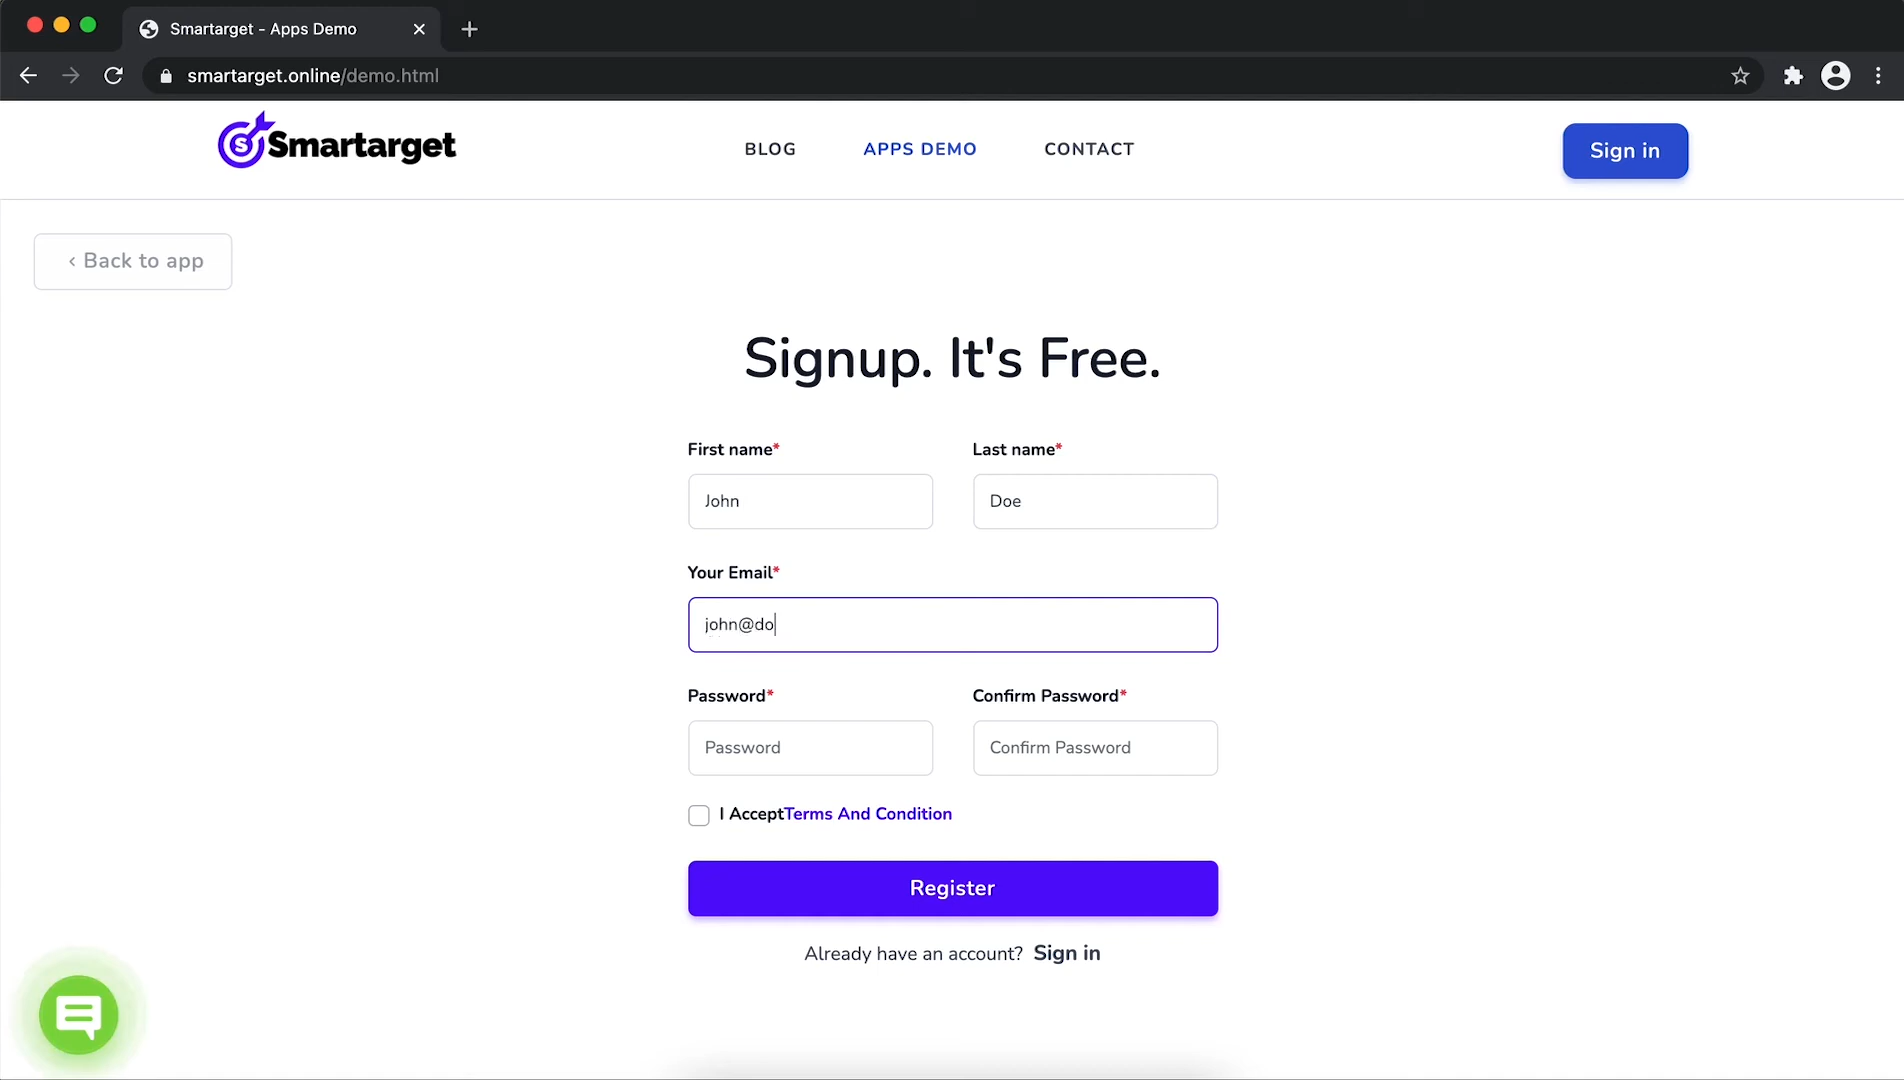 Smartarget - Apps Demo
smartarget.online/demo.html
Smartarget
BLOG
APPS DEMO
CONTACT
Sign in
‹ Back to app
Signup. It's Free.
First name*
Last name*
John
Doe
Your Email*
john@do
Password*
Confirm Password*
Password
Confirm Password
I AcceptTerms And Condition
Register
Already have an account? Sign in